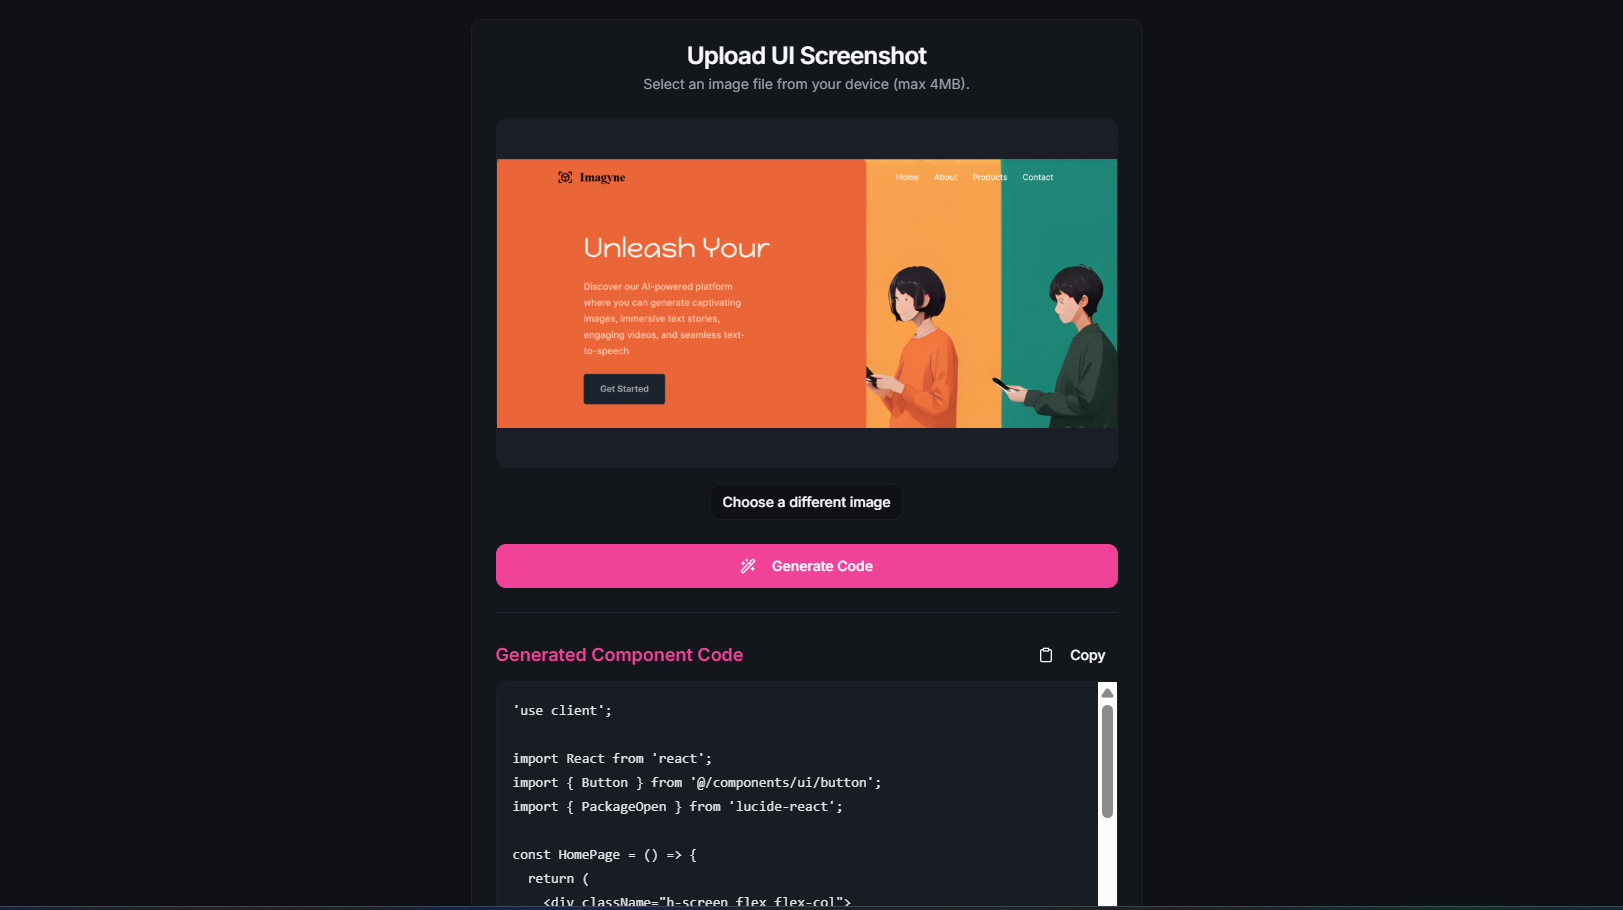 Upload UI Screenshot
Select an image file from your device (max 4MB).
Imagyne
Home About Products Contact
Unleash Your
Discover our AI-powered platform
where you can generate captivating
images, immersive text stories,
engaging videos, and seamless text-
to-speech
Get Started
Choose a different image
Generate Code
Generated Component Code
Copy
'use client';
import React from 'react';
import { Button } from '@/components/ui/button';
import { PackageOpen } from 'lucide-react';
const HomePage = () => {
return (
<div className="h-screen flex flex-col">